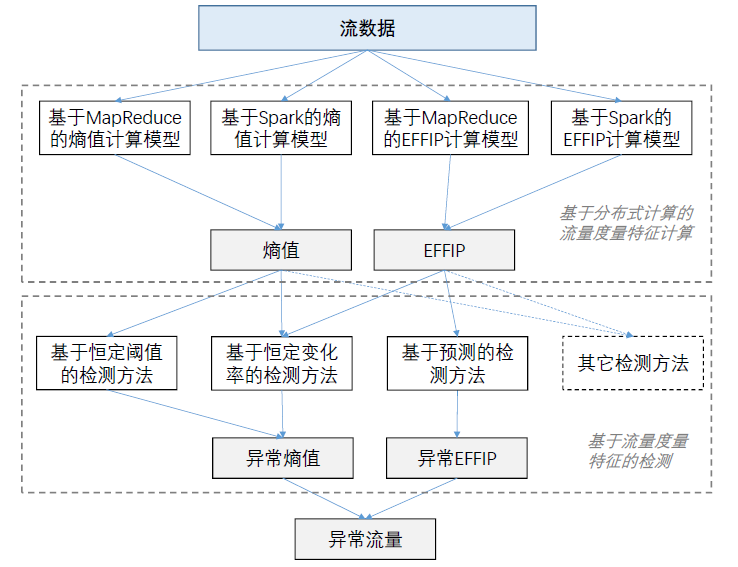 流数据
基于MapReduce
的熵值计算模型
基于Spark的熵
值计算模型
基于MapReduce
的EFFIP计算模型
基于Spark的
EFFIP计算模型
基于分布式计算的
流量度量特征计算
熵值
EFFIP
基于恒定阈值
的检测方法
基于恒定变化
率的检测方法
基于预测的检
测方法
其它检测方法
基于流量度量
特征的检测
异常熵值
异常EFFIP
异常流量